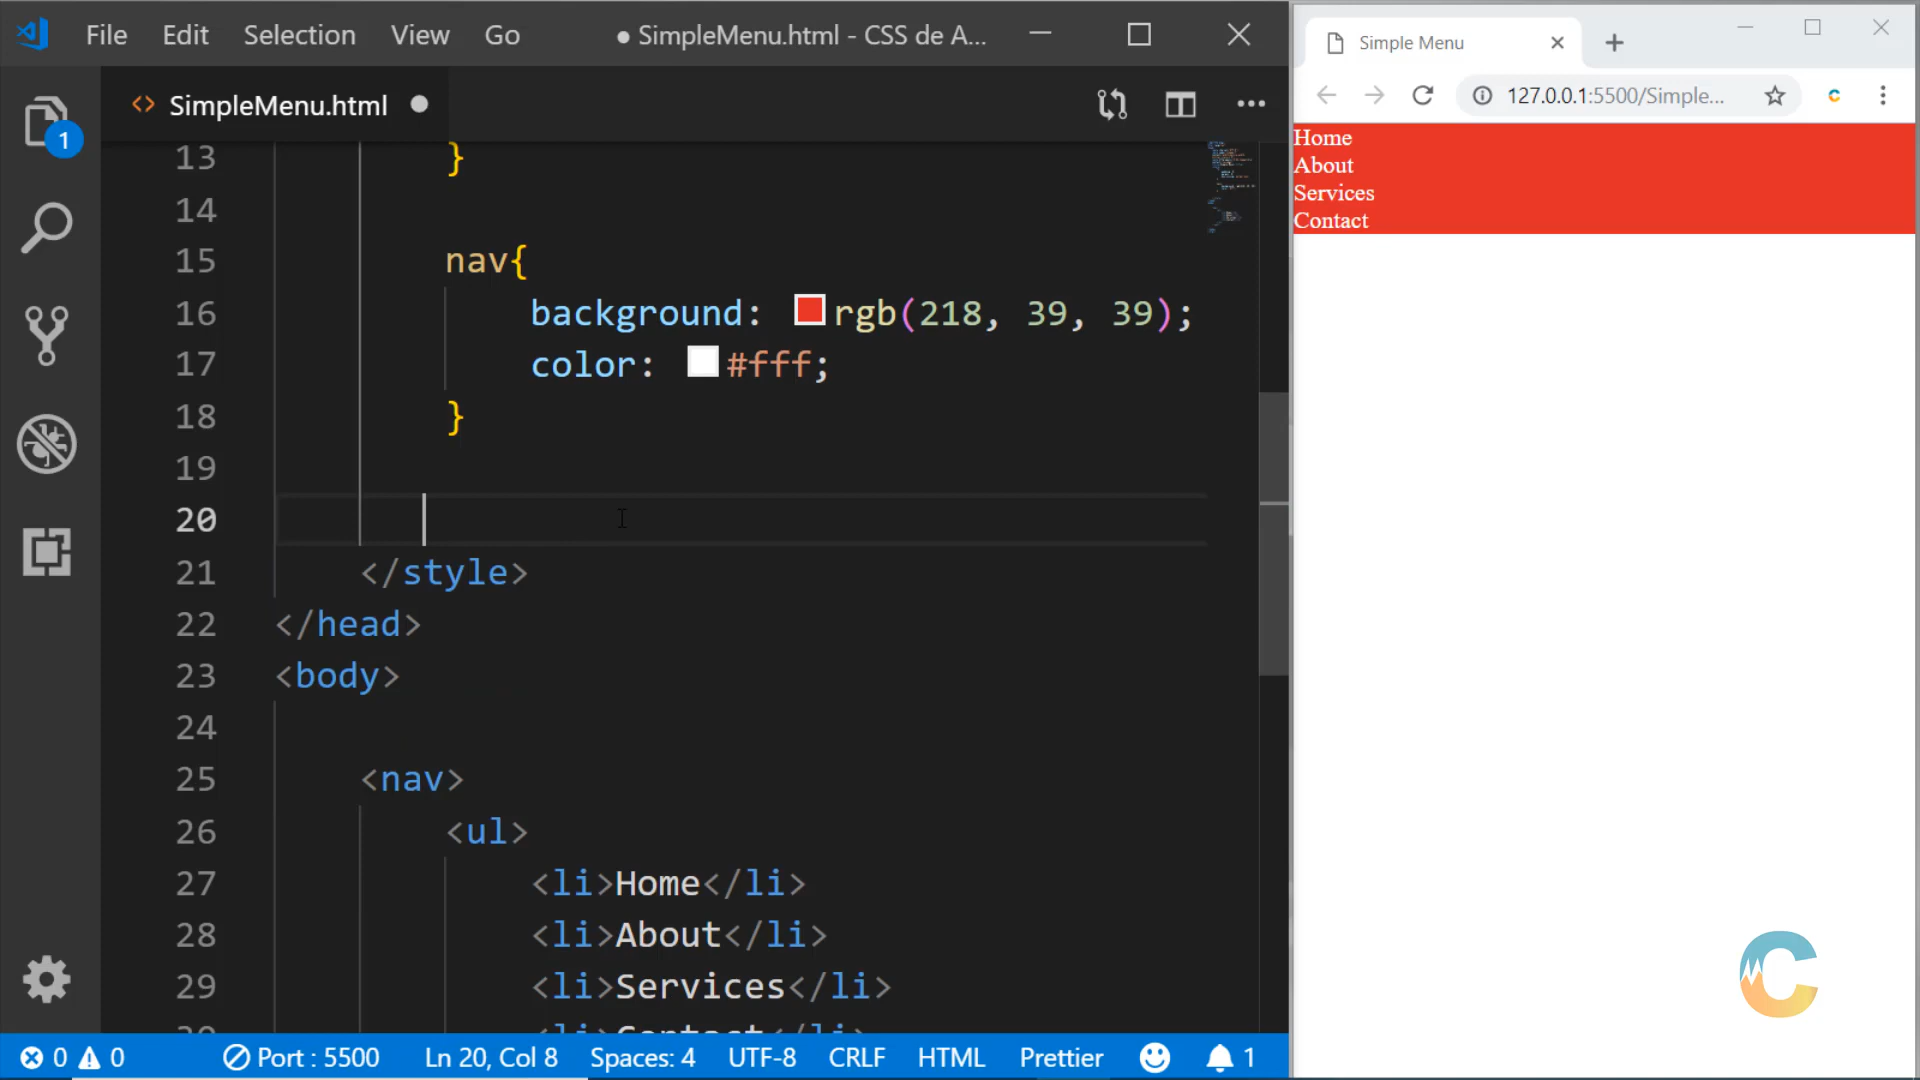 File Edit Selection View Go ● SimpleMenu.html - CSS de A...
SimpleMenu.html
1
13 }
14
15 nav{
16 background: rgb(218, 39, 39);
17 color: #fff;
18 }
19
20
21 </style>
22 </head>
23 <body>
24
25 <nav>
26 <ul>
27 <li>Home</li>
28 <li>About</li>
29 <li>Services</li>
30 <li>Contact</li>
0 0 Port : 5500 Ln 20, Col 8 Spaces: 4 UTF-8 CRLF HTML Prettier 1
Simple Menu
127.0.0.1:5500/Simple...
Home
About
Services
Contact
C